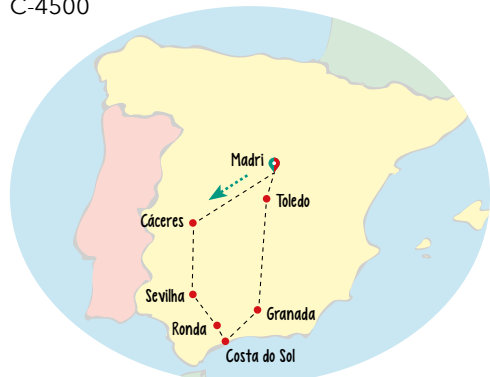 C-4500
Madri
Toledo
Cáceres
Sevilha
Granada
Ronda
Costa do Sol